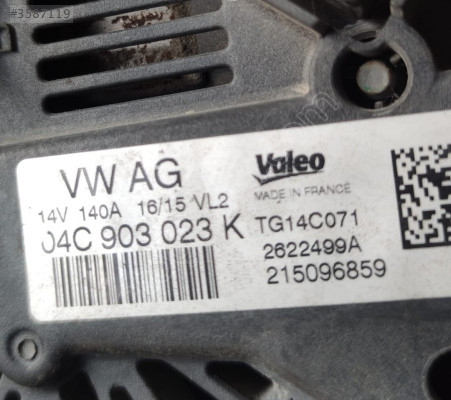 #3587119
VW AG
Valeo
MADE IN FRANCE
14V 140A 16/15 VL2
TG14C071
04C 903 023 K
2622499A
215096859